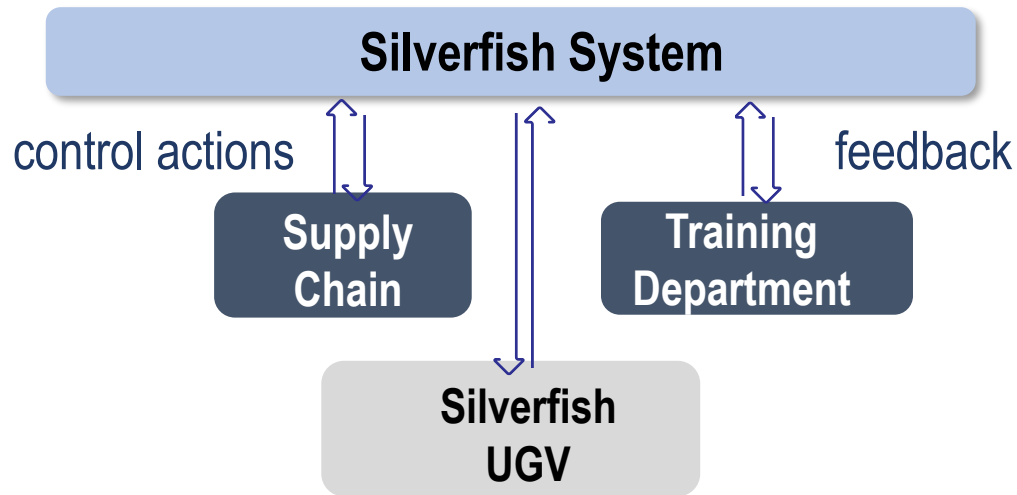 Silverfish System
control actions
feedback
Supply
Chain
Training
Department
Silverfish
UGV